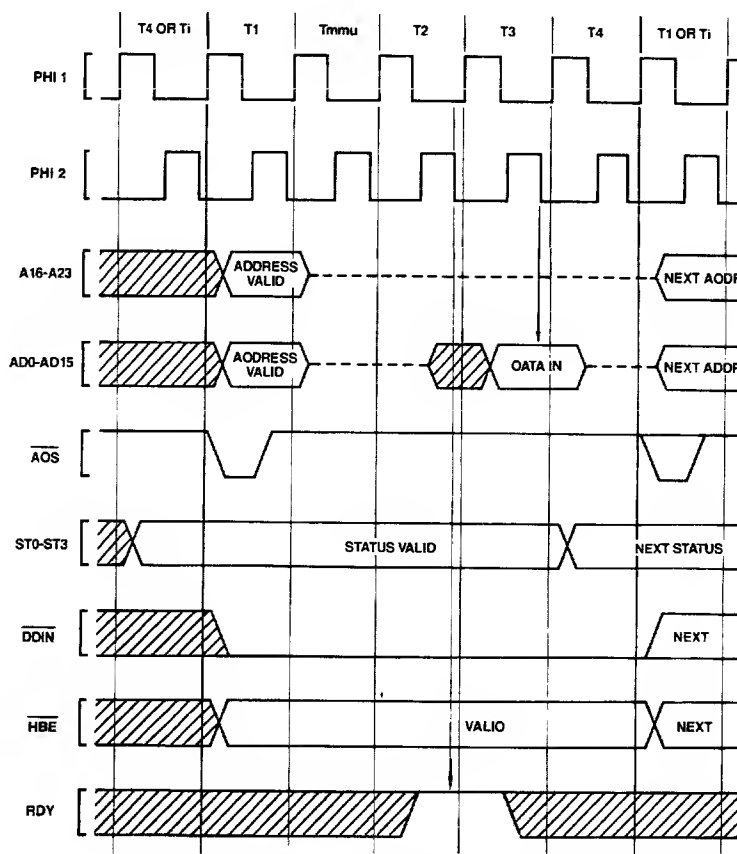 T4 OR Ti T1 Tmmu T2 T3 T4 T1 OR Ti
PHI 1
PHI 2
A16-A23 ADDRESS VALID NEXT AODR
AD0-AD15 AODRESS VALID OATA IN NEXT ADDR
AOS
ST0-ST3 STATUS VALID NEXT STATUS
DDIN NEXT
HBE VALIO NEXT
RDY